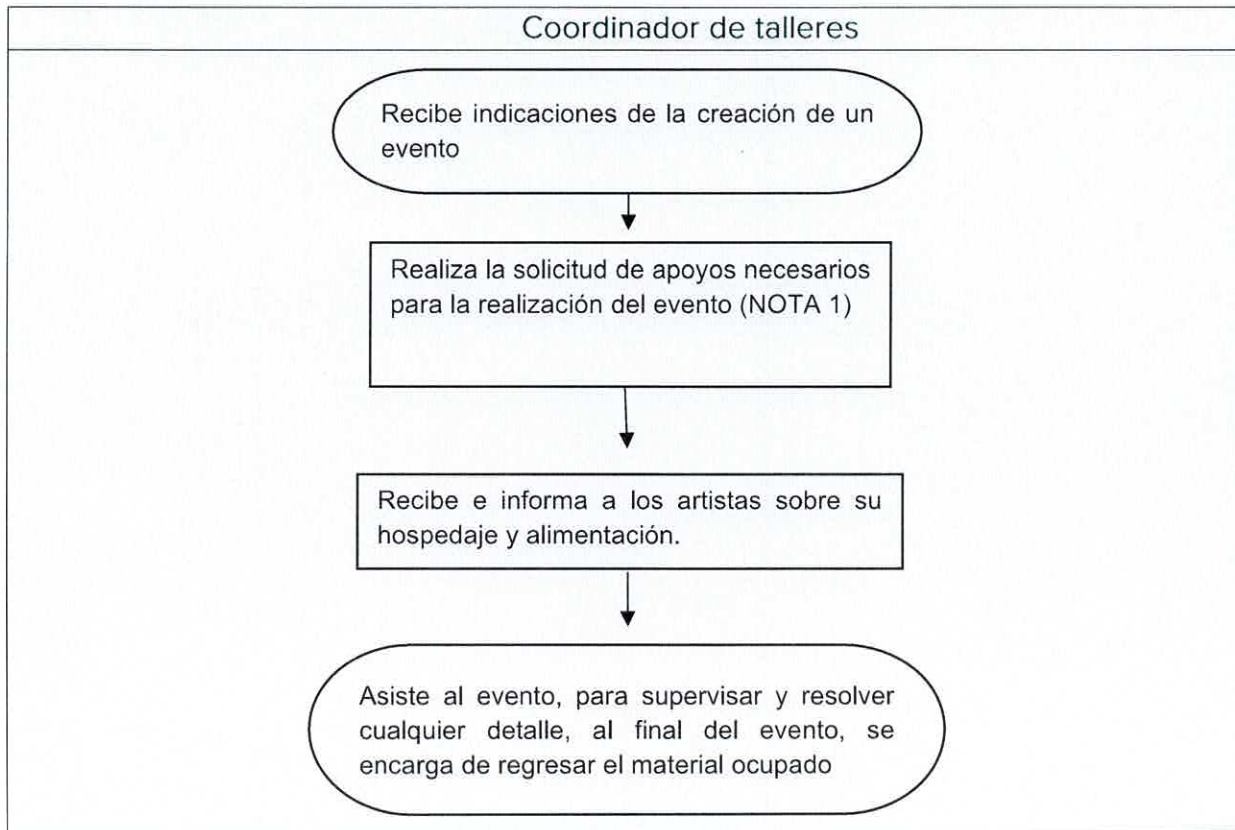 Coordinador de talleres
Recibe indicaciones de la creación de un
evento
Realiza la solicitud de apoyos necesarios
para la realización del evento (NOTA 1)
Recibe e informa a los artistas sobre su
hospedaje y alimentación.
Asiste al evento, para supervisar y resolver
cualquier detalle, al final del evento, se
encarga de regresar el material ocupado